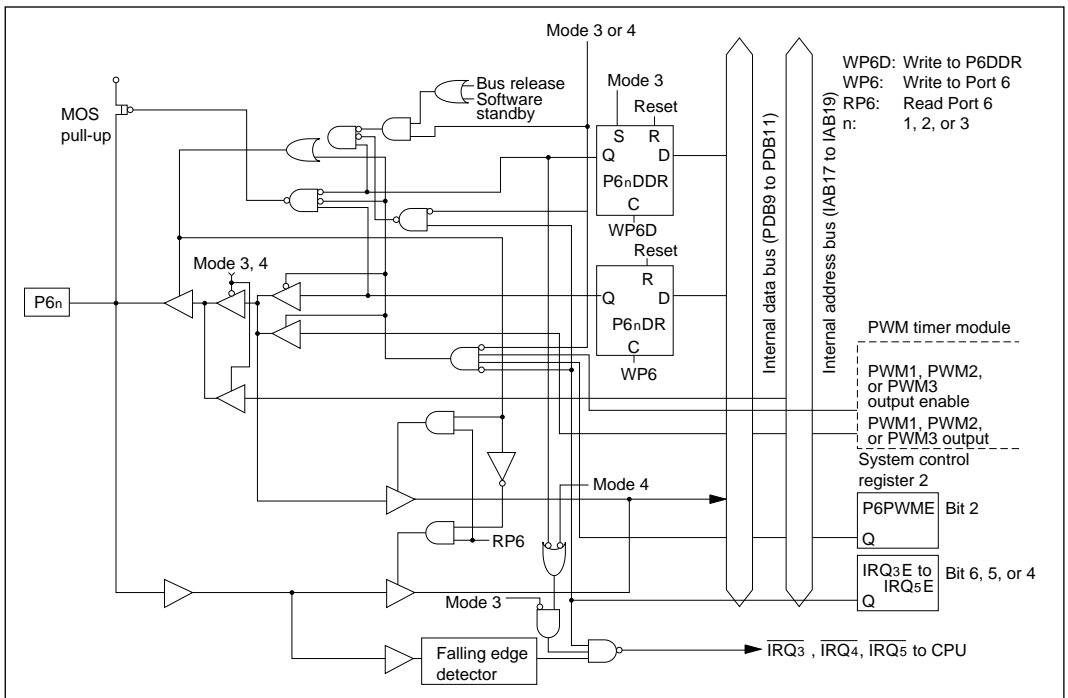 Mode 3 or 4
Bus release
Software
standby
Mode 3
Reset
WP6D: Write to P6DDR
WP6: Write to Port 6
RP6: Read Port 6
n: 1, 2, or 3
MOS
pull-up
S R
Q D
P6nDDR
C
WP6D
Reset
R
Q D
P6nDR
C
WP6
Mode 3, 4
P6n
Internal data bus (PDB9 to PDB11)
Internal address bus (IAB17 to IAB19)
PWM timer module
PWM1, PWM2,
or PWM3
output enable
PWM1, PWM2,
or PWM3 output
System control
register 2
P6PWME Bit 2
Q
IRQ3E to
IRQ5E
Bit 6, 5, or 4
Q
Mode 4
RP6
Mode 3
Falling edge
detector
IRQ3 , IRQ4, IRQ5 to CPU